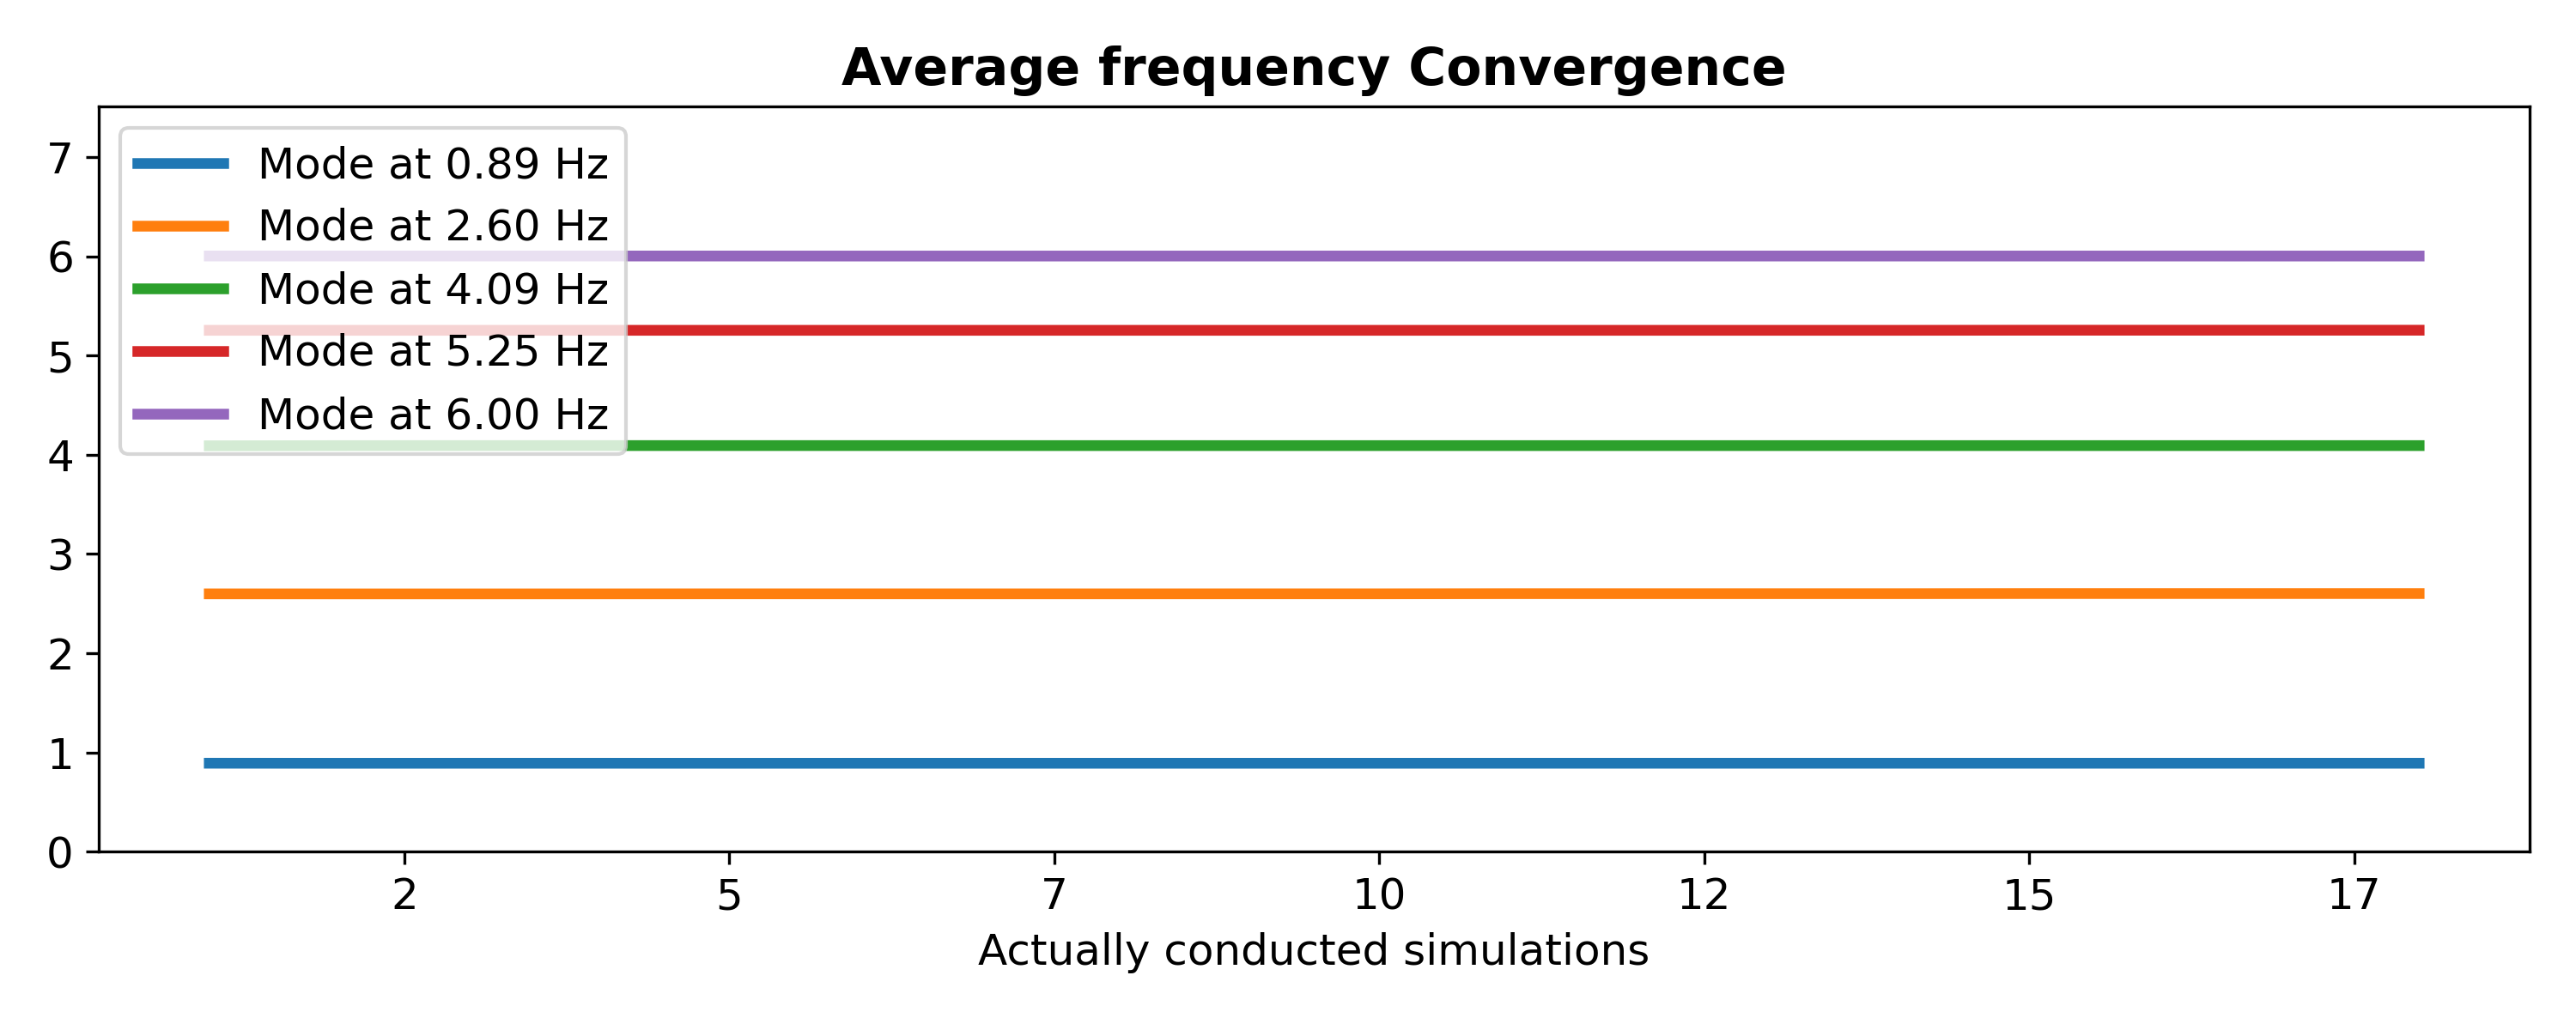 Average frequency Convergence
7
6
5
4
3
2
1
0
Mode at 0.89 Hz
Mode at 2.60 Hz
Mode at 4.09 Hz
Mode at 5.25 Hz
Mode at 6.00 Hz
2 5 7 10 12 15 17
Actually conducted simulations